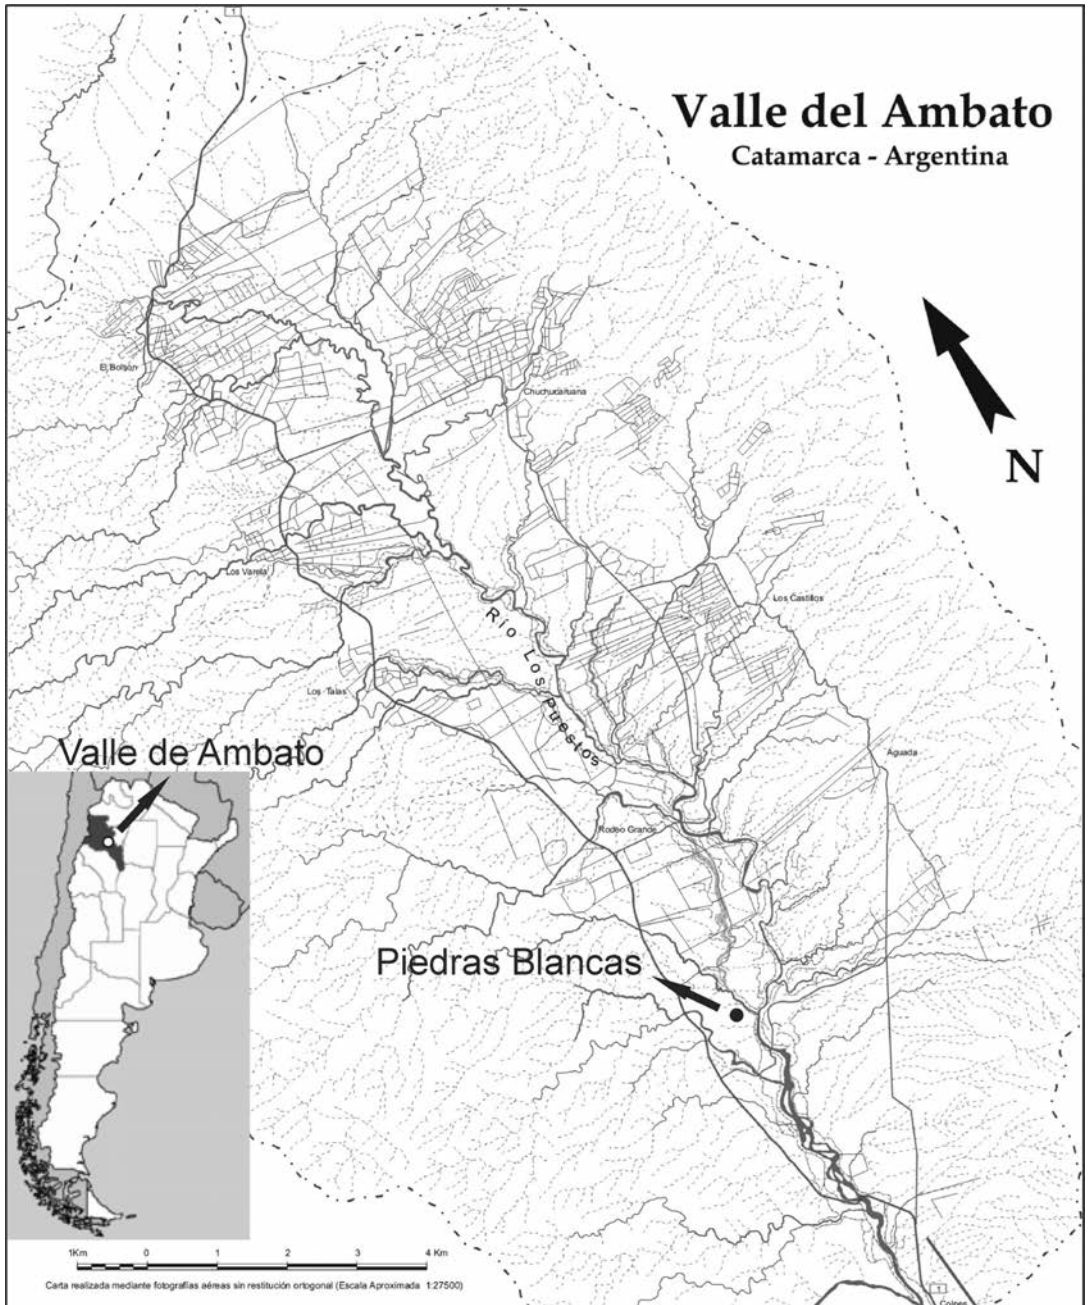 1
Valle del Ambato
Catamarca - Argentina
N
El Bolsón
Chuchucaruana
Los Varela
Los Castillos
Río Los Puestos
Los Talas
Valle de Ambato
Aguada
Rodeo Grande
Piedras Blancas
1Km 0 1 2 3 4 Km
Carta realizada mediante fotografías aéreas sin restitución ortogonal (Escala Aproximada 1:27500)
1
Colpes